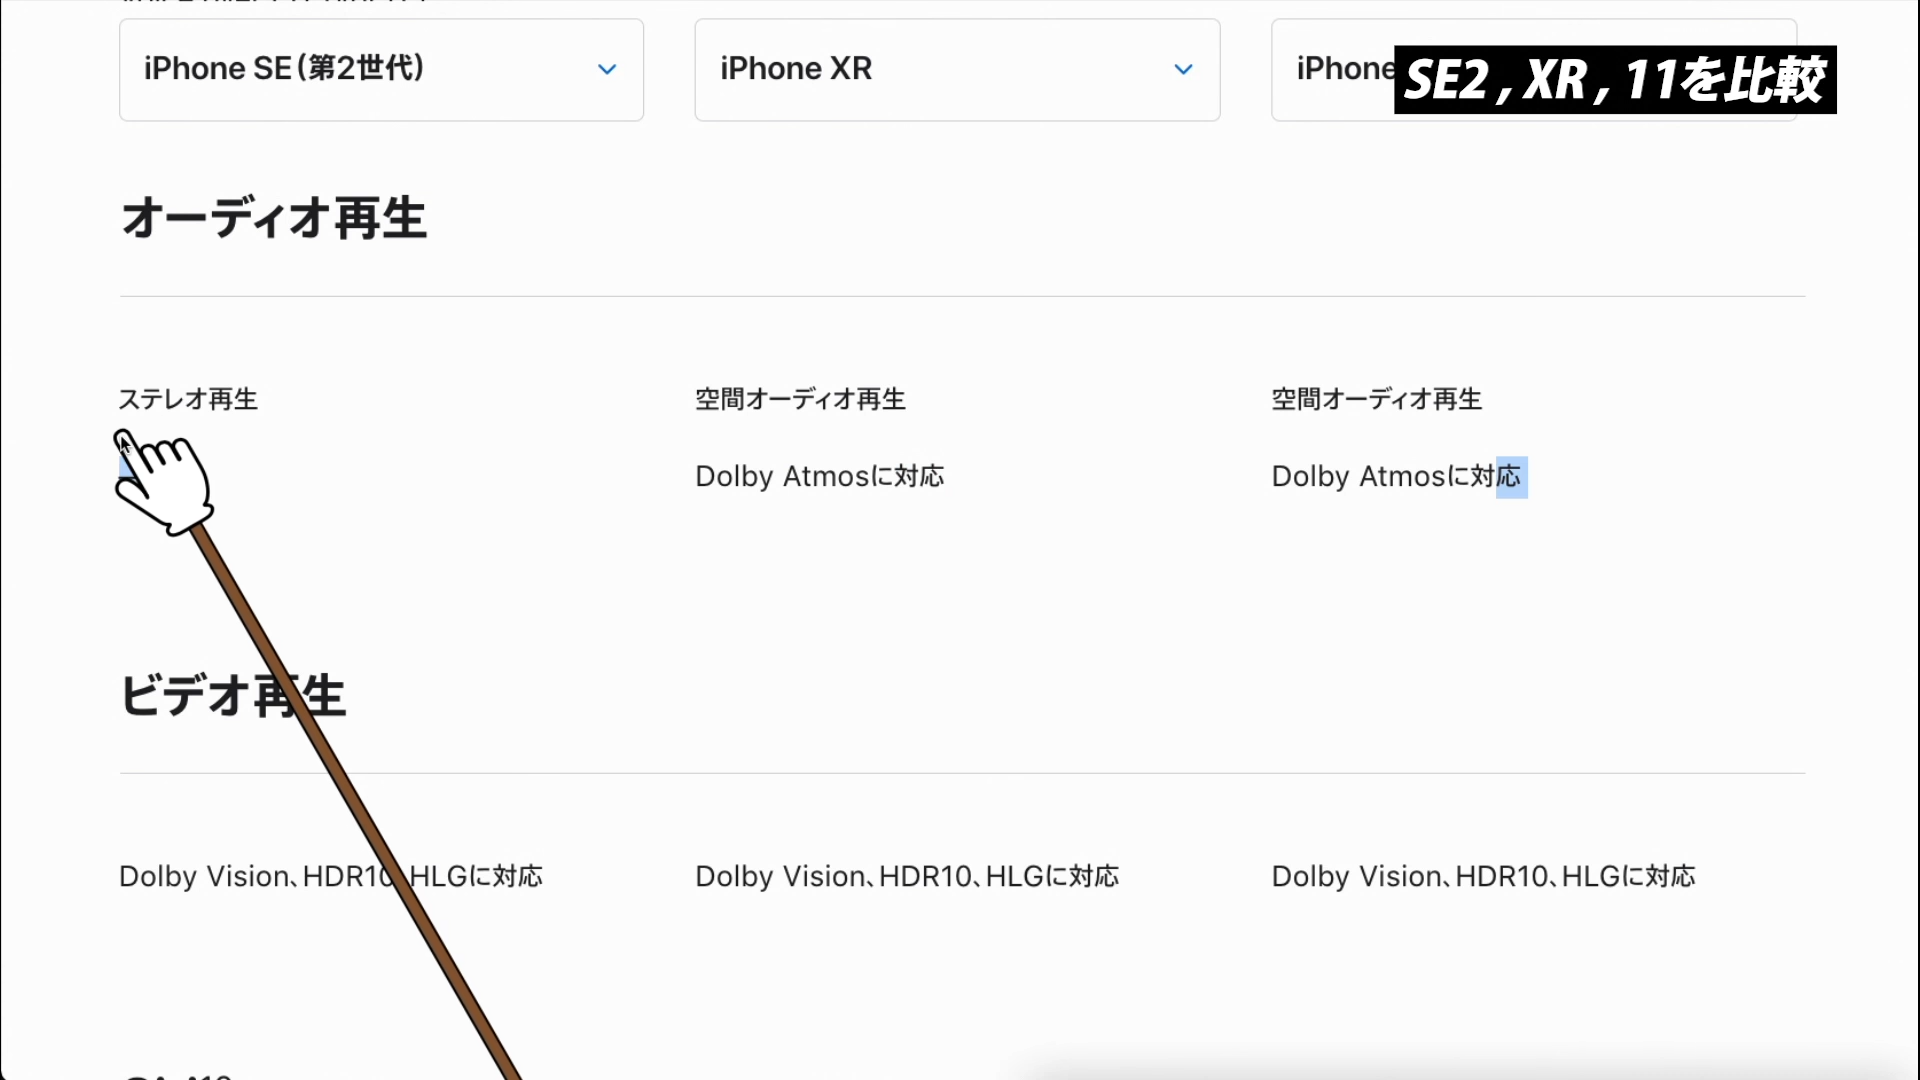 iPhone SE（第2世代）
iPhone XR
iPhone
SE2 , XR , 11を比較
オーディオ再生
ステレオ再生
空間オーディオ再生
空間オーディオ再生
Dolby Atmosに対応
Dolby Atmosに対応
ビデオ再生
Dolby Vision、HDR10、HLGに対応
Dolby Vision、HDR10、HLGに対応
Dolby Vision、HDR10、HLGに対応